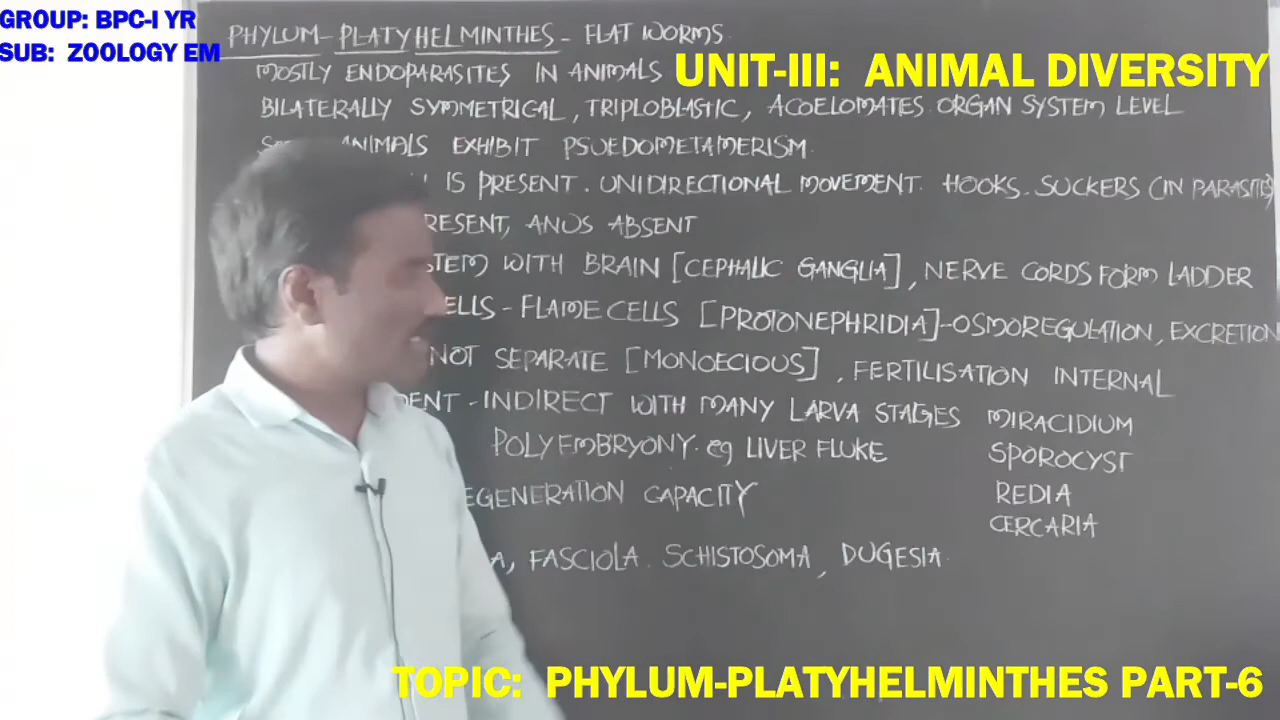 GROUP: BPC-I YR
SUB: ZOOLOGY EM
PHYLUM-PLATYHELMINTHES - FLAT WORMS
UNIT-III: ANIMAL DIVERSITY
MOSTLY ENDOPARASITES IN ANIMALS
BILATERALLY SYMMETRICAL, TRIPLOBLASTIC, ACOELOMATES ORGAN SYSTEM LEVEL
ANIMALS EXHIBIT PSUEDOMETAMERISM
IS PRESENT. UNIDIRECTIONAL MOVEMENT. HOOKS. SUCKERS (IN PARASITES)
RESENT, ANUS ABSENT
STEM WITH BRAIN [CEPHALIC GANGLIA], NERVE CORDS FORM LADDER
ELLS - FLAME CELLS [PROTONEPHRIDIA]-OSMOREGULATION, EXCRETION
NOT SEPARATE [MONOECIOUS], FERTILISATION INTERNAL
ENT - INDIRECT WITH MANY LARVA STAGES MIRACIDIUM
POLYEMBRYONY. eg LIVER FLUKE SPOROCYST
EGENERATION CAPACITY REDIA
CERCARIA
A, FASCIOLA. SCHISTOSOMA, DUGESIA.
TOPIC: PHYLUM-PLATYHELMINTHES PART-6